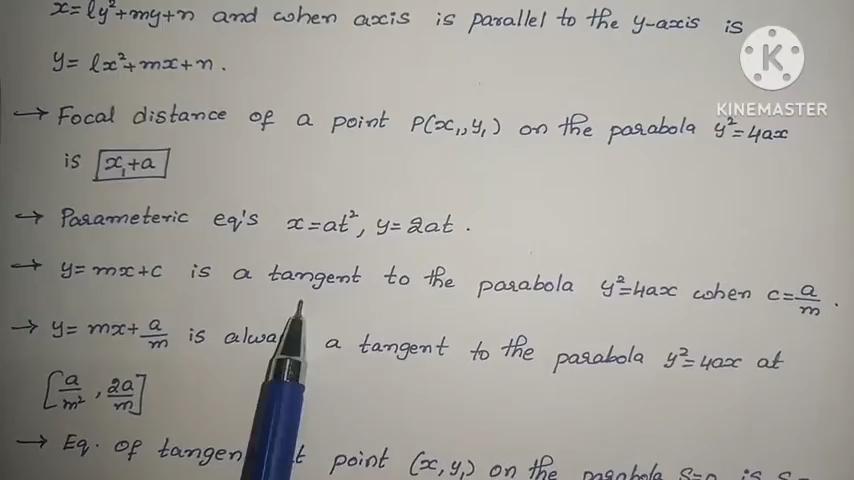 x=ly²+my+n and when axis is parallel to the y-axis is
y= lx²+mx+n.
KINEMASTER
→ Focal distance of a point P(x₁,y₁) on the parabola y²=4ax
is x₁+a
→ Parameteric eq's x=at², y=2at.
→ y=mx+c is a tangent to the parabola y²=4ax when c=a/m.
→ y=mx+a/m is a tangent to the parabola y²=4ax at
[a/m², 2a/m]
→ Eq. of point (x,y₁) on the parabola S=0 is